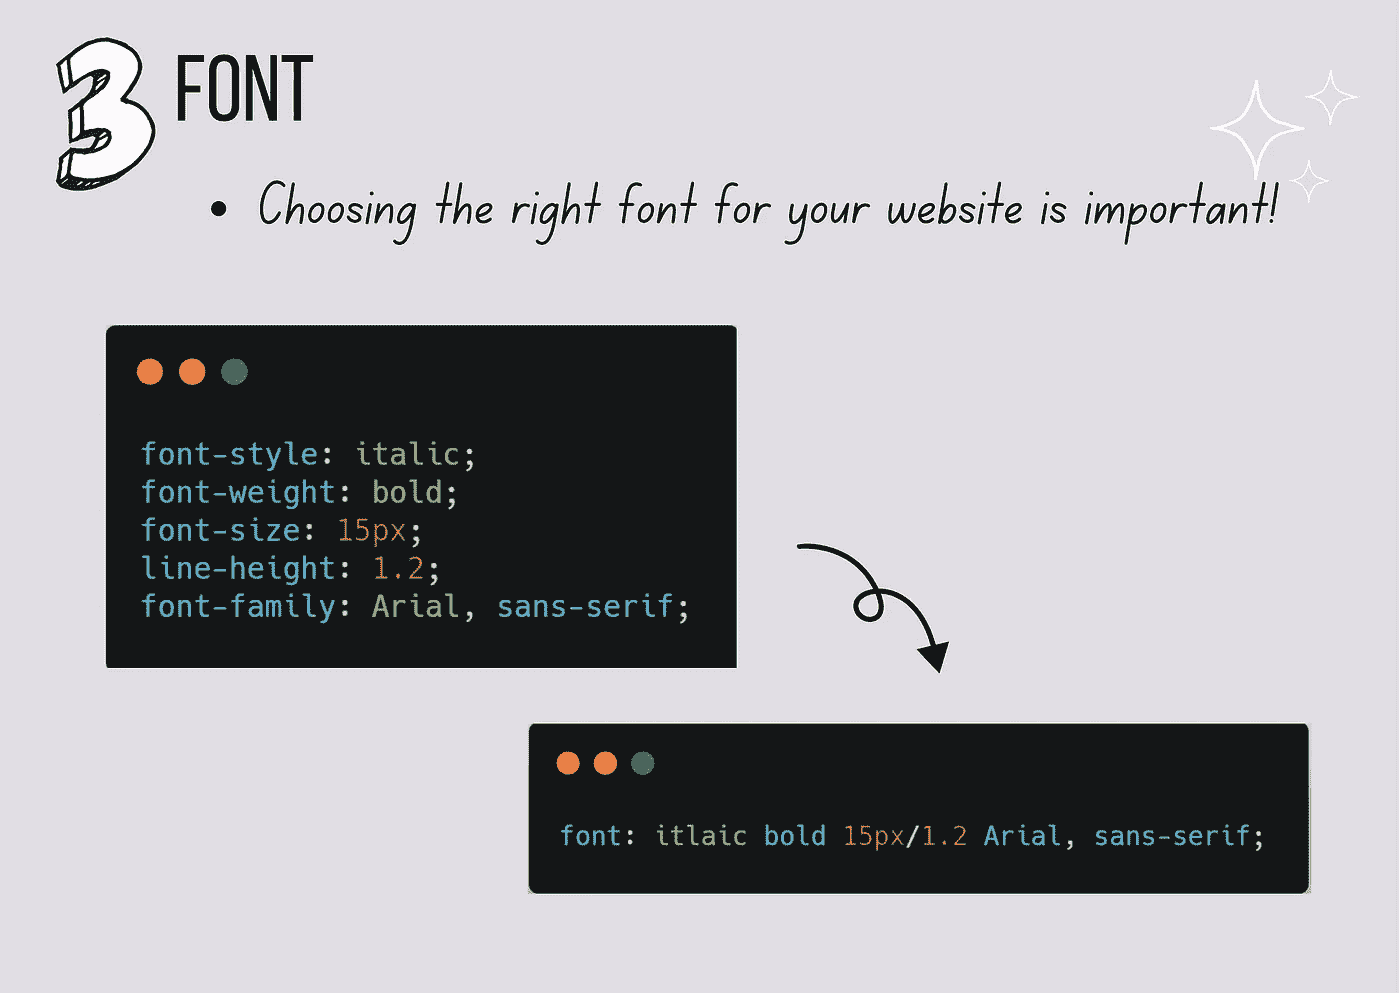 3 FONT
• Choosing the right font for your website is important!
font-style: italic;
font-weight: bold;
font-size: 15px;
line-height: 1.2;
font-family: Arial, sans-serif;
font: itlaic bold 15px/1.2 Arial, sans-serif;